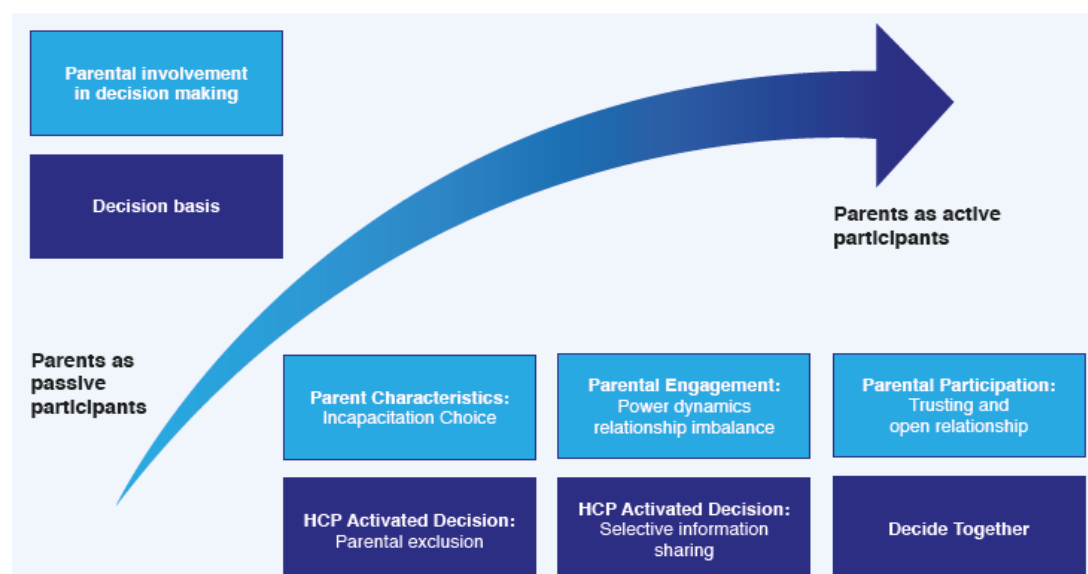 Parental involvement
in decision making
Decision basis
Parents as active
participants
Parents as
passive
participants
Parent Characteristics:
Incapacitation Choice
Parental Engagement:
Power dynamics
relationship imbalance
Parental Participation:
Trusting and
open relationship
HCP Activated Decision:
Parental exclusion
HCP Activated Decision:
Selective information
sharing
Decide Together